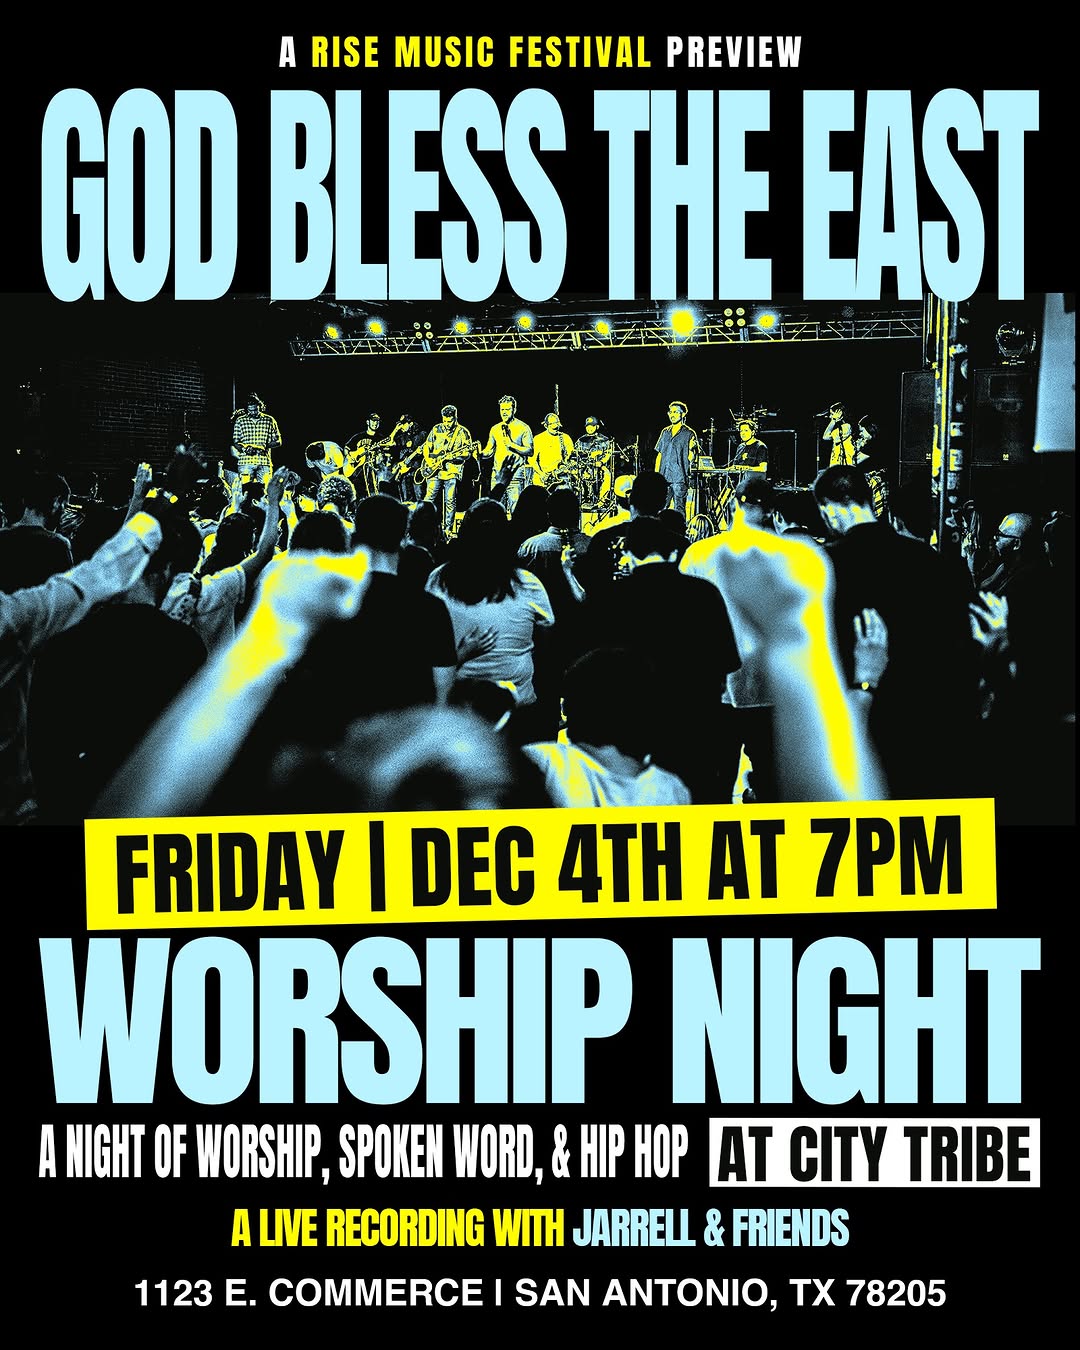 A RISE MUSIC FESTIVAL PREVIEW
GOD BLESS THE EAST
FRIDAY | DEC 4TH AT 7PM
WORSHIP NIGHT
A NIGHT OF WORSHIP, SPOKEN WORD, & HIP HOP AT CITY TRIBE
A LIVE RECORDING WITH JARRELL & FRIENDS
1123 E. COMMERCE | SAN ANTONIO, TX 78205